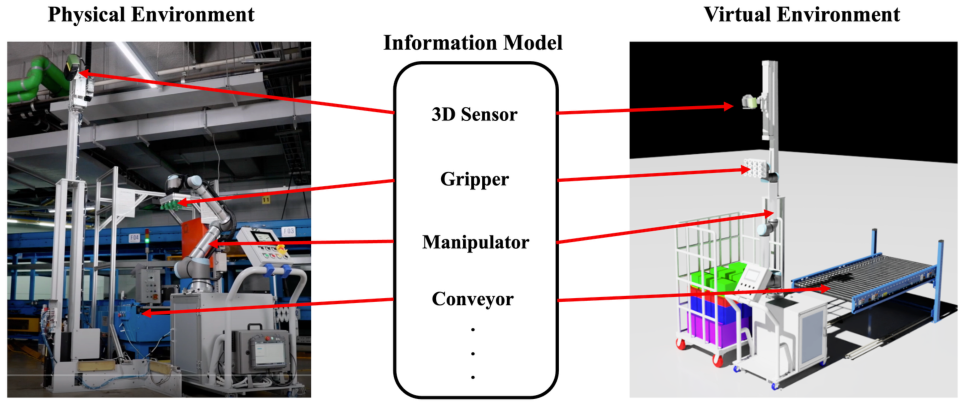 Physical Environment
Virtual Environment
Information Model
3D Sensor
Gripper
Manipulator
Conveyor
.
.
.